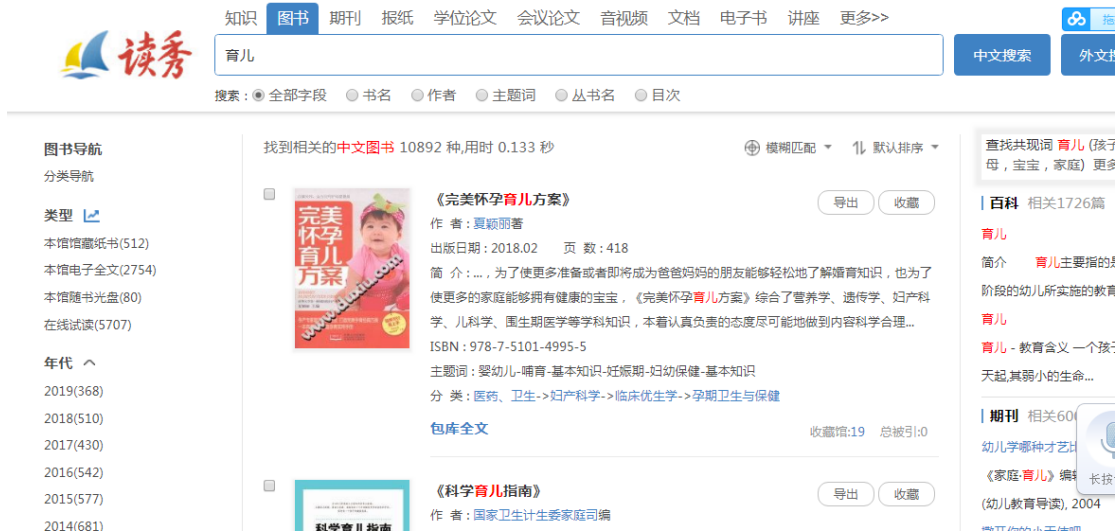 知识 图书 期刊 报纸 学位论文 会议论文 音视频 文档 电子书 讲座 更多>>
读秀
育儿
中文搜索
搜索：全部字段 书名 作者 主题词 丛书名 目次
图书导航
分类导航
类型
本馆馆藏纸书(512)
本馆电子全文(2754)
本馆随书光盘(80)
在线试读(5707)
年代
2019(368)
2018(510)
2017(430)
2016(542)
2015(577)
2014(681)
找到相关的中文图书 10892 种,用时 0.133 秒
模糊匹配 默认排序
完美
怀孕
育儿
方案
www.duxiu.com
《完美怀孕育儿方案》
导出 收藏
作 者 : 夏颖丽著
出版日期 : 2018.02 页 数 : 418
简 介 : ...，为了使更多准备或者即将成为爸爸妈妈的朋友能够轻松地了解婚育知识，也为了
使更多的家庭能够拥有健康的宝宝，《完美怀孕育儿方案》综合了营养学、遗传学、妇产科
学、儿科学、围生期医学等学科知识，本着认真负责的态度尽可能地做到内容科学合理...
ISBN : 978-7-5101-4995-5
主题词 : 婴幼儿-哺育-基本知识-妊娠期-妇幼保健-基本知识
分 类 : 医药、卫生->妇产科学->临床优生学->孕期卫生与保健
包库全文
收藏馆:19 总被引:0
科学育儿指南
《科学育儿指南》
导出 收藏
作 者 : 国家卫生计生委家庭司编
查找共现词 育儿 (孩子
母，宝宝，家庭) 更多
百科 相关1726篇
育儿
简介 育儿主要指的是
阶段的幼儿所实施的教育
育儿
育儿 - 教育含义 一个孩子
天起,其弱小的生命...
期刊 相关606
幼儿学哪种才艺比
《家庭·育儿》编辑
(幼儿教育导读), 2004
长按